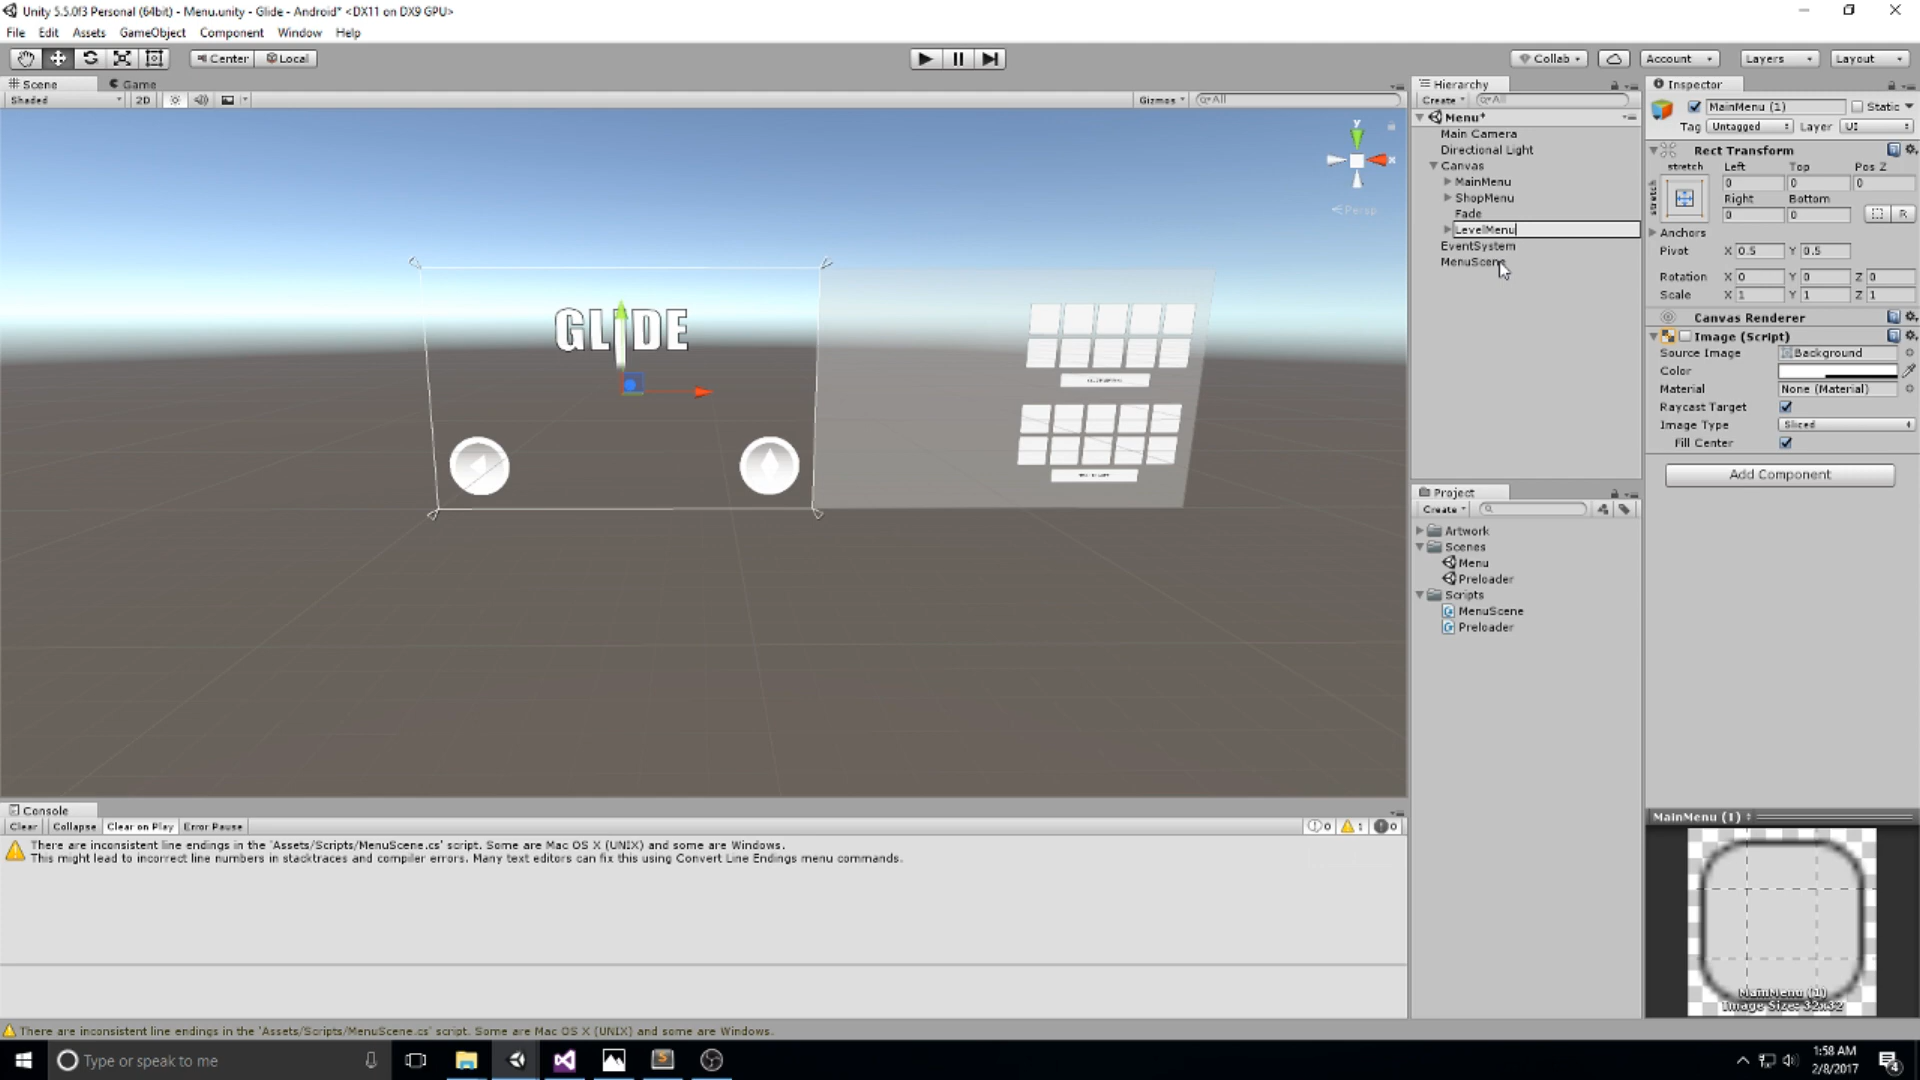 Unity 5.5.0f3 Personal (64bit) - Menu.unity - Glide - Android* <DX11 on DX9 GPU>
File Edit Assets GameObject Component Window Help
Center Local Collab Account Layers Layout
Scene Game
Shaded 2D Gizmos All
Hierarchy
Create All
Menu*
Main Camera
Directional Light
Canvas
MainMenu
ShopMenu
Fade
LevelMenu
EventSystem
MenuScene
Persp
x
y
GLIDE
Project
Create
Artwork
Scenes
Menu
Preloader
Scripts
MenuScene
Preloader
Inspector
MainMenu (1) Static
Tag Untagged Layer UI
Rect Transform
stretch Left Top Pos Z
stretch 0 0 0
Right Bottom
0 0 R
Anchors
Pivot X 0.5 Y 0.5
Rotation X 0 Y 0 Z 0
Scale X 1 Y 1 Z 1
Canvas Renderer
Image (Script)
Source Image Background
Color
Material None (Material)
Raycast Target
Image Type Sliced
Fill Center
Add Component
MainMenu (1)
MainMenu (1)
Image Size: 32x32
Console
Clear Collapse Clear on Play Error Pause 0 1 0
There are inconsistent line endings in the 'Assets/Scripts/MenuScene.cs' script. Some are Mac OS X (UNIX) and some are Windows.
This might lead to incorrect line numbers in stacktraces and compiler errors. Many text editors can fix this using Convert Line Endings menu commands.
There are inconsistent line endings in the 'Assets/Scripts/MenuScene.cs' script. Some are Mac OS X (UNIX) and some are Windows.
Type or speak to me
1:58 AM
2/8/2017
4